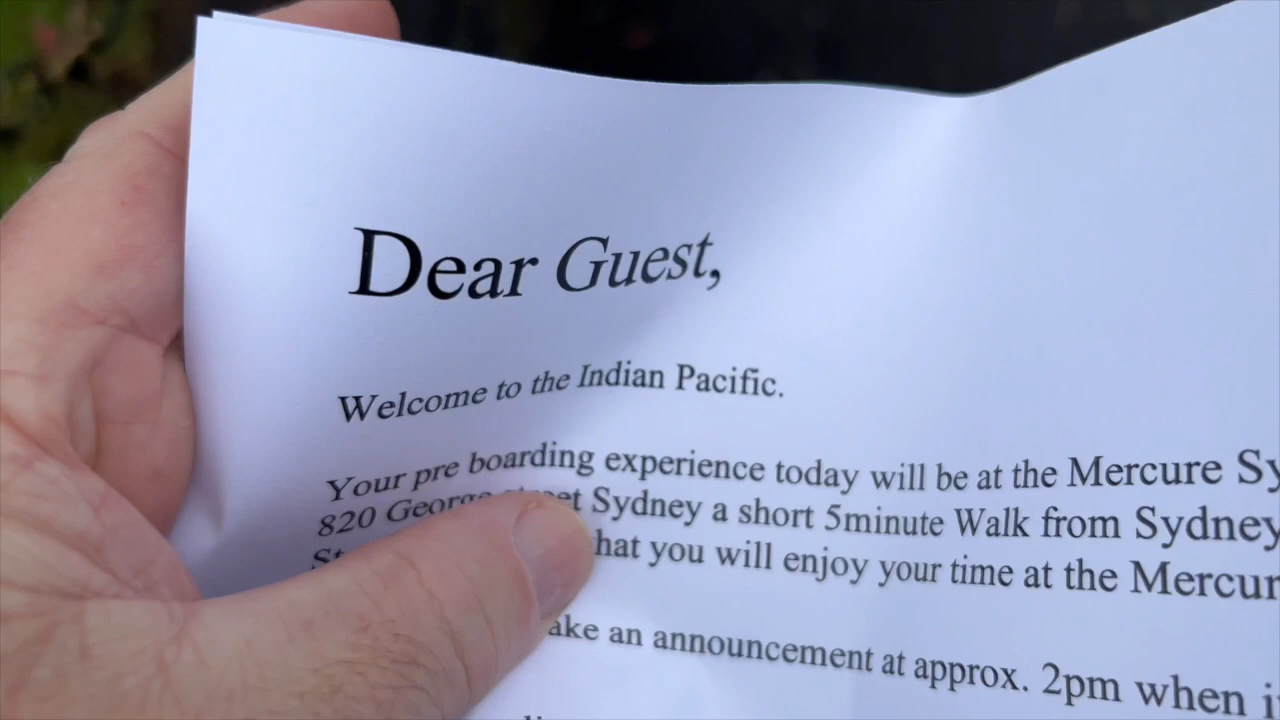 Dear Guest,
Welcome to the Indian Pacific.
Your pre boarding experience today will be at the Mercure Sy
820 George Sydney a short 5minute Walk from Sydney
hat you will enjoy your time at the Mercur
ake an announcement at approx. 2pm when i